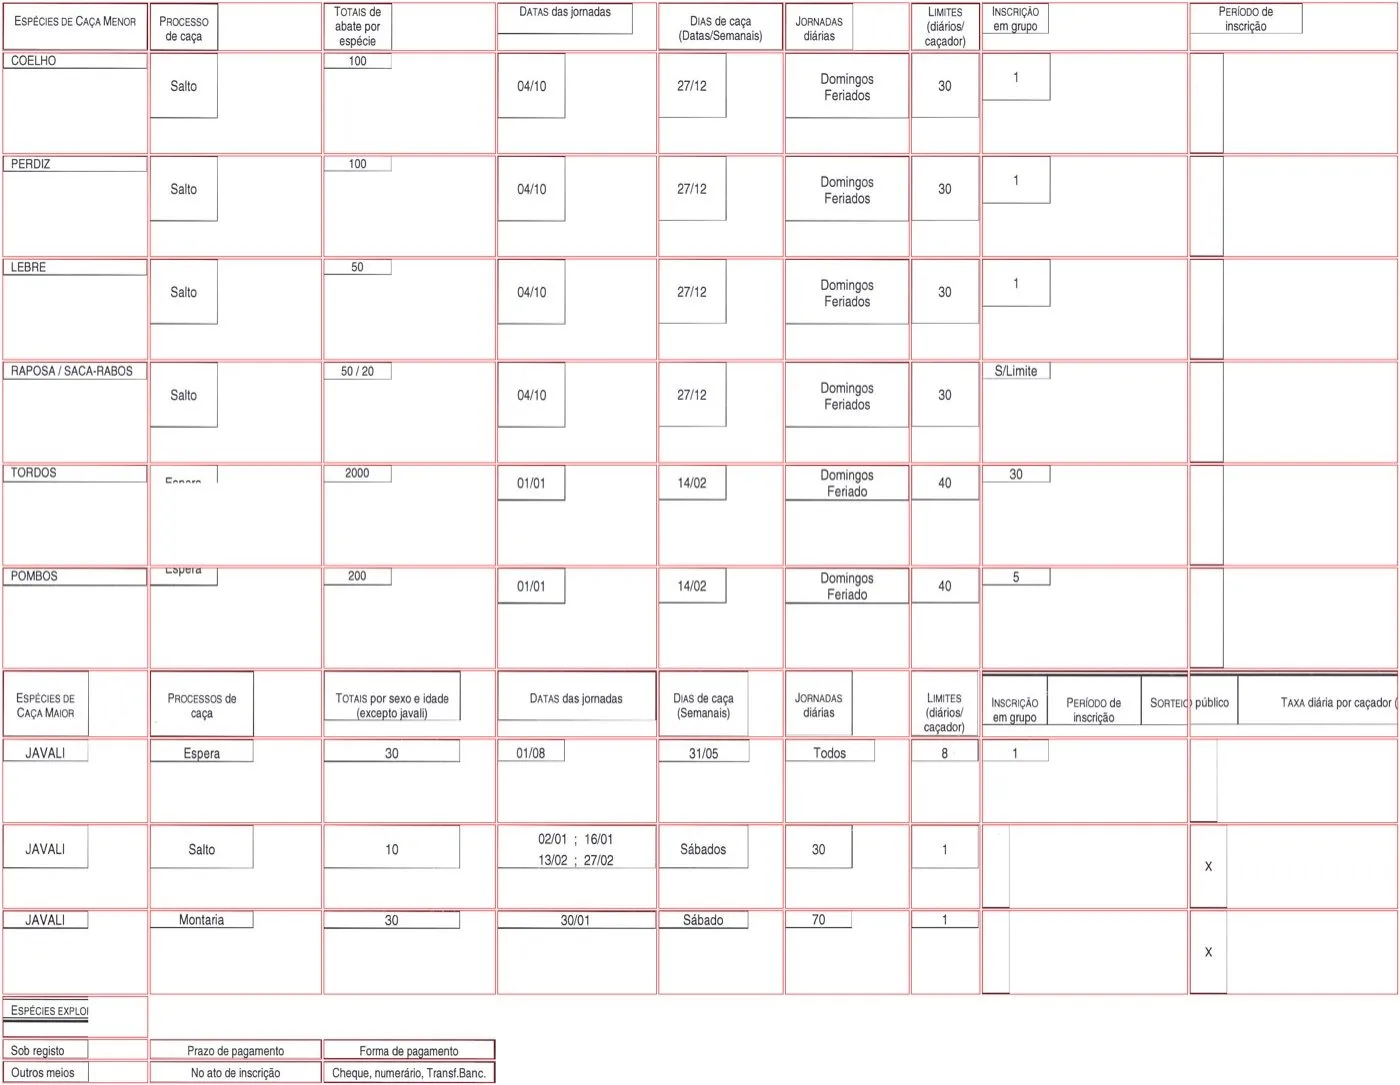 ESPÉCIES DE CAÇA MENOR
PROCESSO
de caça
TOTAIS de
abate por
espécie
DATAS das jornadas
DIAS de caça
(Datas/Semanais)
JORNADAS
diárias
LIMITES
(diários/
caçador)
INSCRIÇÃO
em grupo
PERÍODO de
inscrição
COELHO
Salto
100
04/10
27/12
Domingos
Feriados
30
1
PERDIZ
Salto
100
04/10
27/12
Domingos
Feriados
30
1
LEBRE
Salto
50
04/10
27/12
Domingos
Feriados
30
1
RAPOSA / SACA-RABOS
Salto
50 / 20
04/10
27/12
Domingos
Feriados
30
S/Limite
TORDOS
Espera
2000
01/01
14/02
Domingos
Feriado
40
30
POMBOS
Espera
200
01/01
14/02
Domingos
Feriado
40
5
ESPÉCIES DE
CAÇA MAIOR
PROCESSOS de
caça
TOTAIS por sexo e idade
(excepto javali)
DATAS das jornadas
DIAS de caça
(Semanais)
JORNADAS
diárias
LIMITES
(diários/
caçador)
INSCRIÇÃO
em grupo
PERÍODO de
inscrição
SORTEIO público
TAXA diária por caçador (
JAVALI
Espera
30
01/08
31/05
Todos
8
1
JAVALI
Salto
10
02/01 ; 16/01
13/02 ; 27/02
Sábados
30
1
X
JAVALI
Montaria
30
30/01
Sábado
70
1
X
ESPÉCIES EXPLO
Sob registo
Prazo de pagamento
Forma de pagamento
Outros meios
No ato de inscrição
Cheque, numerário, Transf.Banc.